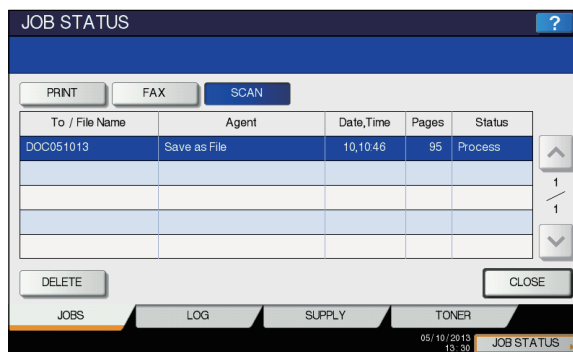 JOB STATUS ?
PRINT FAX SCAN
To / File Name Agent Date,Time Pages Status
DOC051013 Save as File 10,10:46 95 Process
1
1
DELETE CLOSE
JOBS LOG SUPPLY TONER
05/10/2013
13:30 JOB STATUS